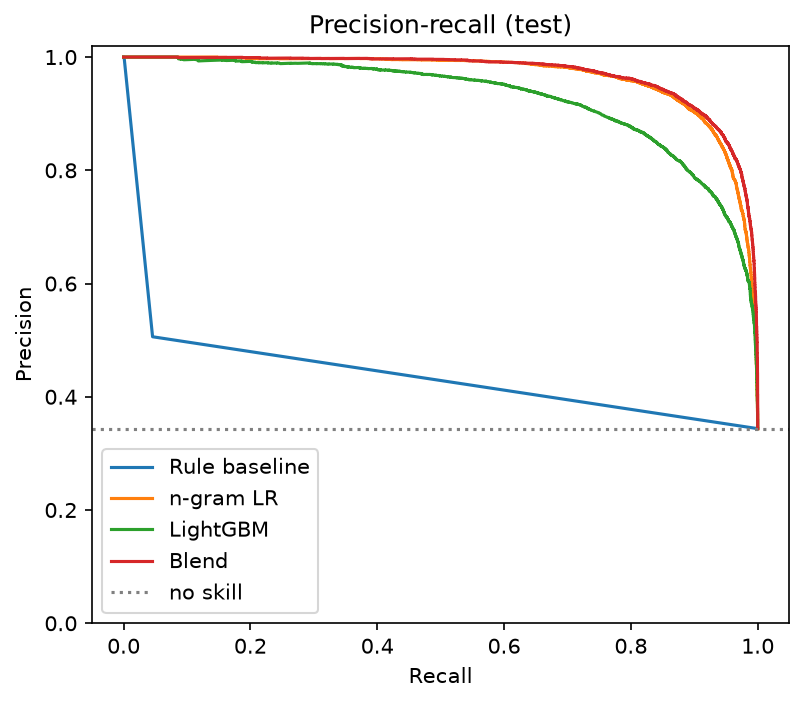 Precision-recall (test)
1.0
0.8
0.6
0.4
0.2
0.0
Precision
Rule baseline
n-gram LR
LightGBM
Blend
no skill
0.0 0.2 0.4 0.6 0.8 1.0
Recall